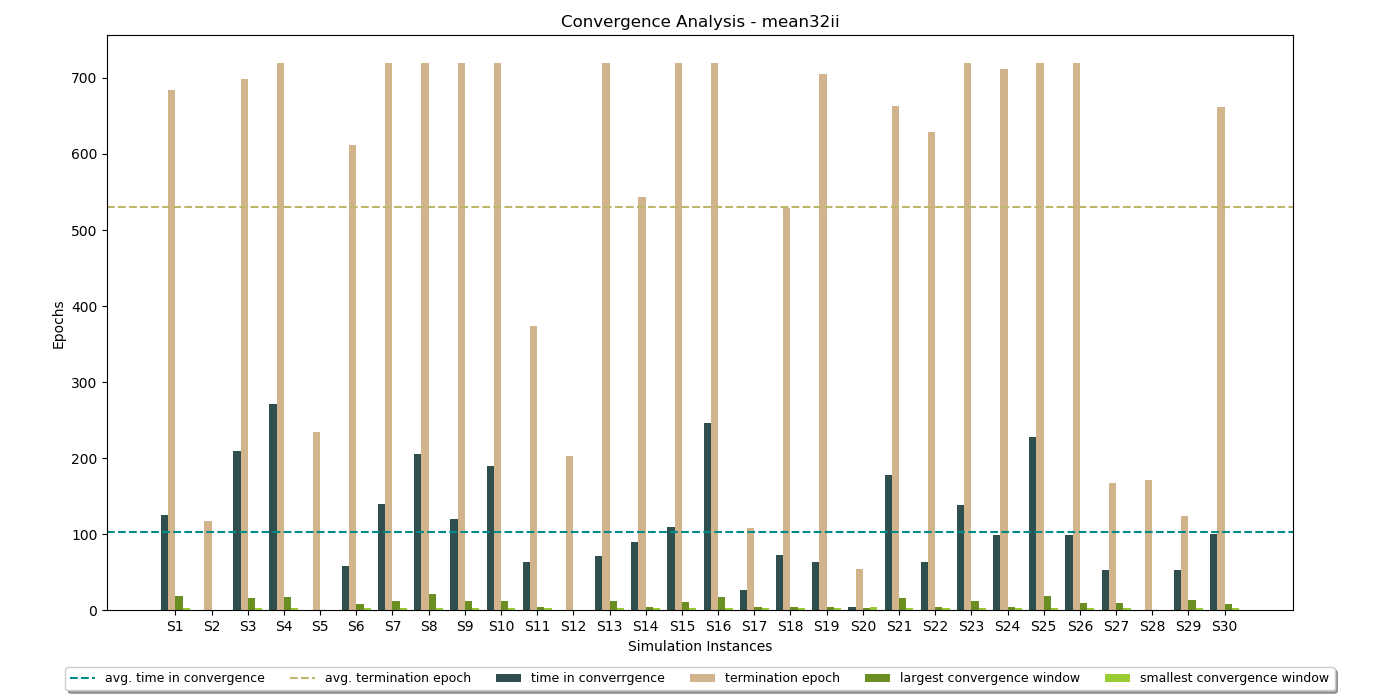 Convergence Analysis - mean32ii
700
600
500
400
300
200
100
0
Epochs
S1 S2 S3 S4 S5 S6 S7 S8 S9 S10 S11 S12 S13 S14 S15 S16 S17 S18 S19 S20 S21 S22 S23 S24 S25 S26 S27 S28 S29 S30
Simulation Instances
avg. time in convergence avg. termination epoch time in converrgence termination epoch largest convergence window smallest convergence window